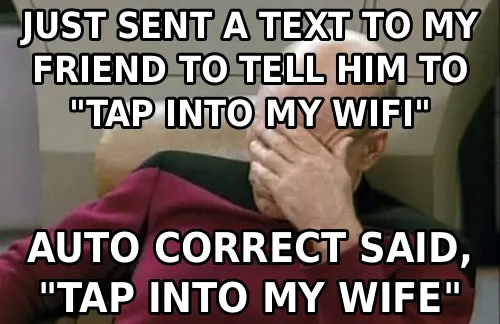 JUST SENT A TEXT TO MY
FRIEND TO TELL HIM TO
"TAP INTO MY WIFI"
AUTO CORRECT SAID,
"TAP INTO MY WIFE"